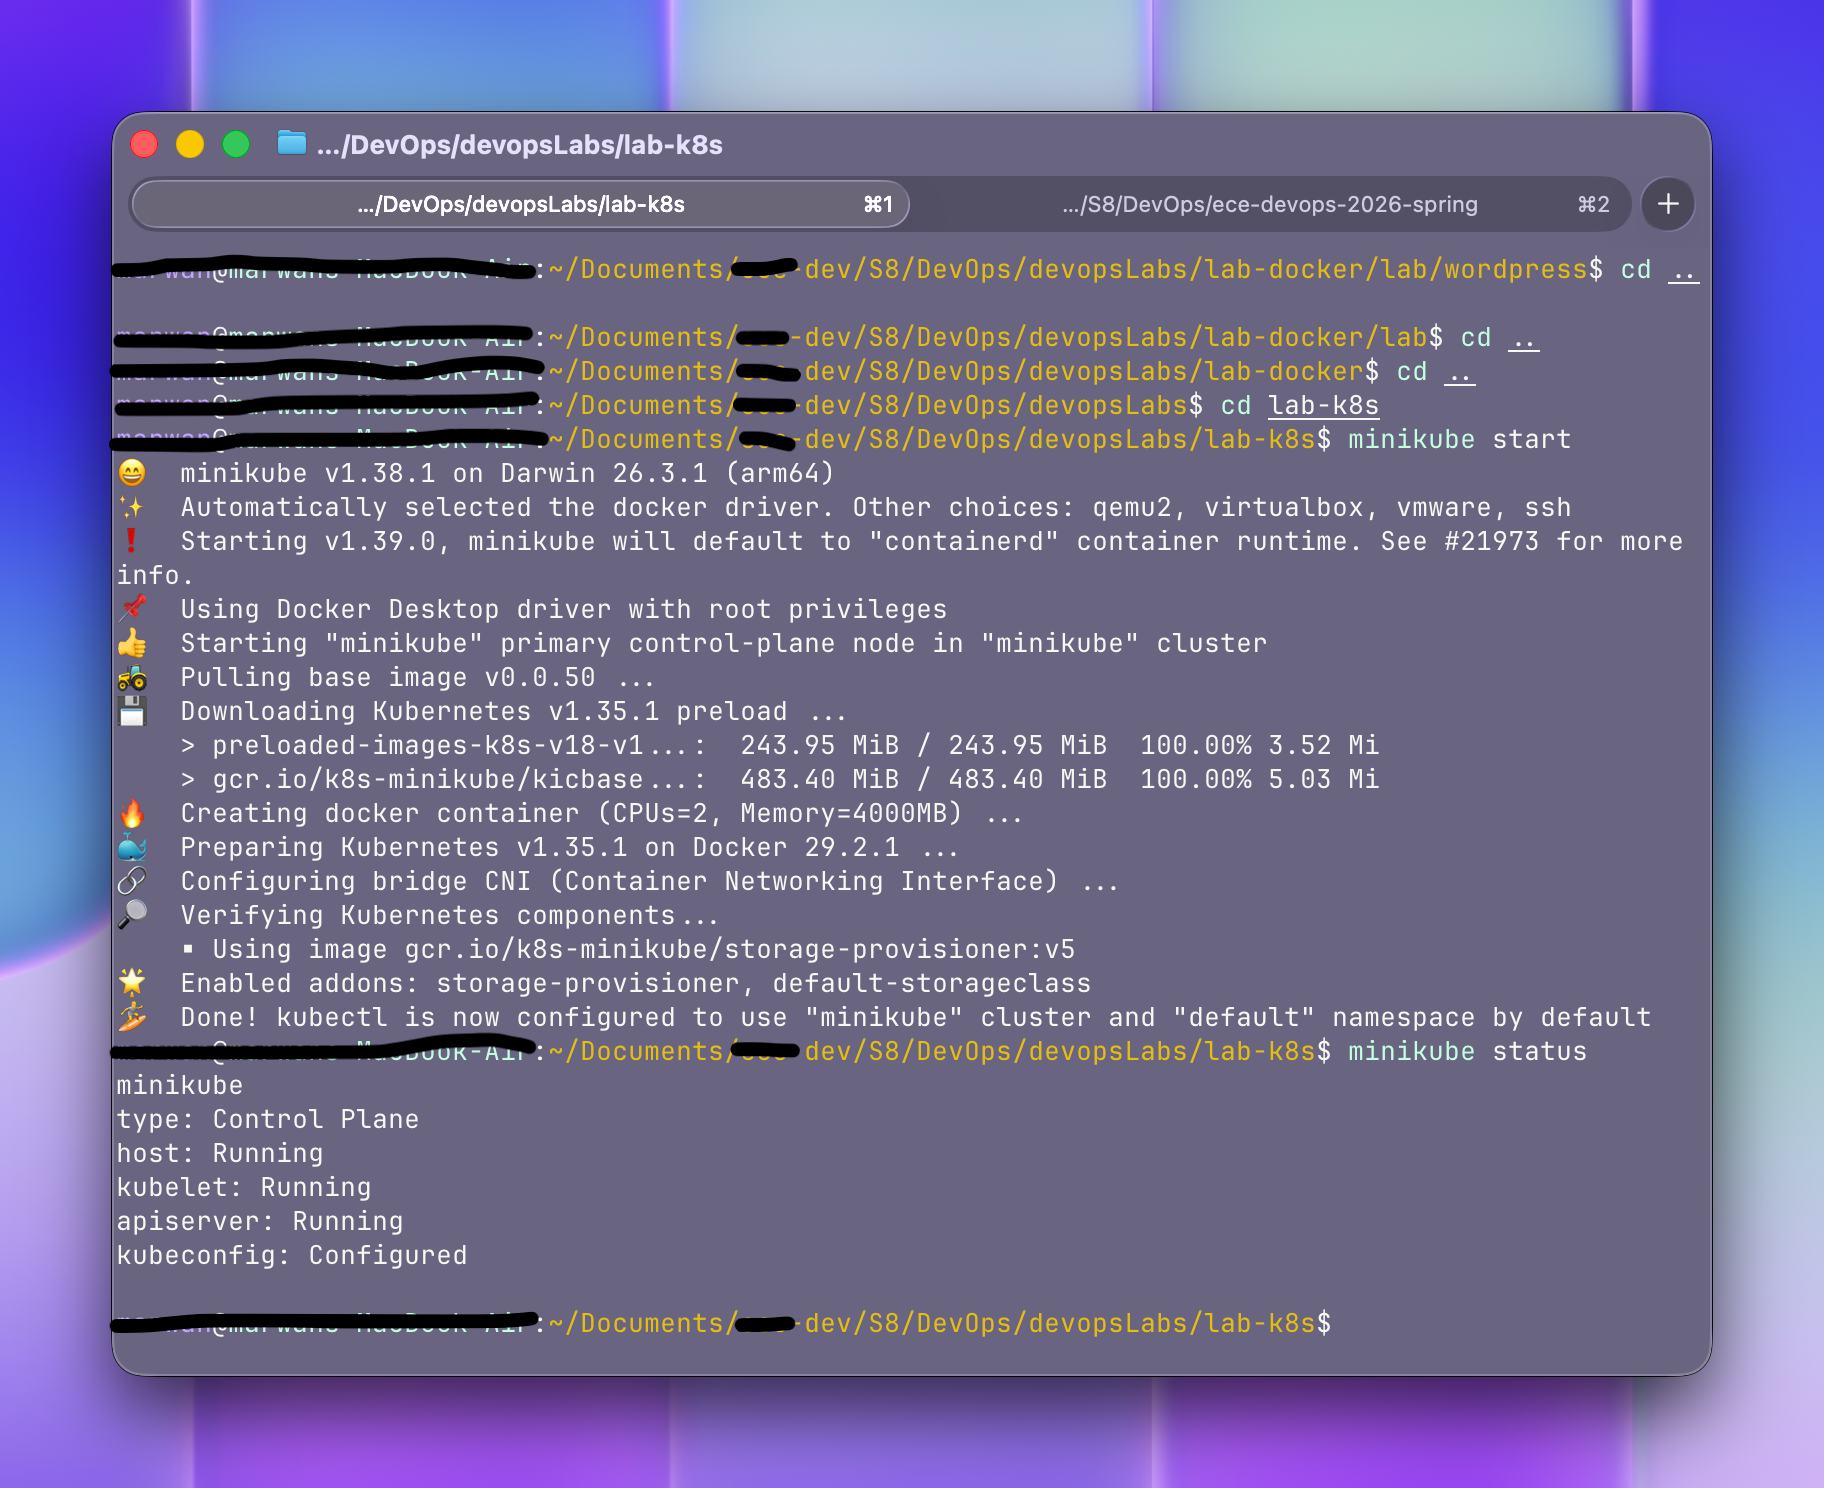 .../DevOps/devopsLabs/lab-k8s
.../DevOps/devopsLabs/lab-k8s ⌘1
.../S8/DevOps/ece-devops-2026-spring ⌘2
:~/Documents/ -dev/S8/DevOps/devopsLabs/lab-docker/lab/wordpress$ cd ..
:~/Documents/ -dev/S8/DevOps/devopsLabs/lab-docker/lab$ cd ..
:~/Documents/ -dev/S8/DevOps/devopsLabs/lab-docker$ cd ..
:~/Documents/ -dev/S8/DevOps/devopsLabs$ cd lab-k8s
~/Documents/ -dev/S8/DevOps/devopsLabs/lab-k8s$ minikube start
😄 minikube v1.38.1 on Darwin 26.3.1 (arm64)
✨ Automatically selected the docker driver. Other choices: qemu2, virtualbox, vmware, ssh
❗ Starting v1.39.0, minikube will default to "containerd" container runtime. See #21973 for more
info.
📌 Using Docker Desktop driver with root privileges
👍 Starting "minikube" primary control-plane node in "minikube" cluster
🚜 Pulling base image v0.0.50 ...
💾 Downloading Kubernetes v1.35.1 preload ...
> preloaded-images-k8s-v18-v1...: 243.95 MiB / 243.95 MiB 100.00% 3.52 Mi
> gcr.io/k8s-minikube/kicbase...: 483.40 MiB / 483.40 MiB 100.00% 5.03 Mi
🔥 Creating docker container (CPUs=2, Memory=4000MB) ...
🐳 Preparing Kubernetes v1.35.1 on Docker 29.2.1 ...
🔗 Configuring bridge CNI (Container Networking Interface) ...
🔎 Verifying Kubernetes components...
▪ Using image gcr.io/k8s-minikube/storage-provisioner:v5
🌟 Enabled addons: storage-provisioner, default-storageclass
🏄 Done! kubectl is now configured to use "minikube" cluster and "default" namespace by default
:~/Documents/ -dev/S8/DevOps/devopsLabs/lab-k8s$ minikube status
minikube
type: Control Plane
host: Running
kubelet: Running
apiserver: Running
kubeconfig: Configured
:~/Documents/ -dev/S8/DevOps/devopsLabs/lab-k8s$